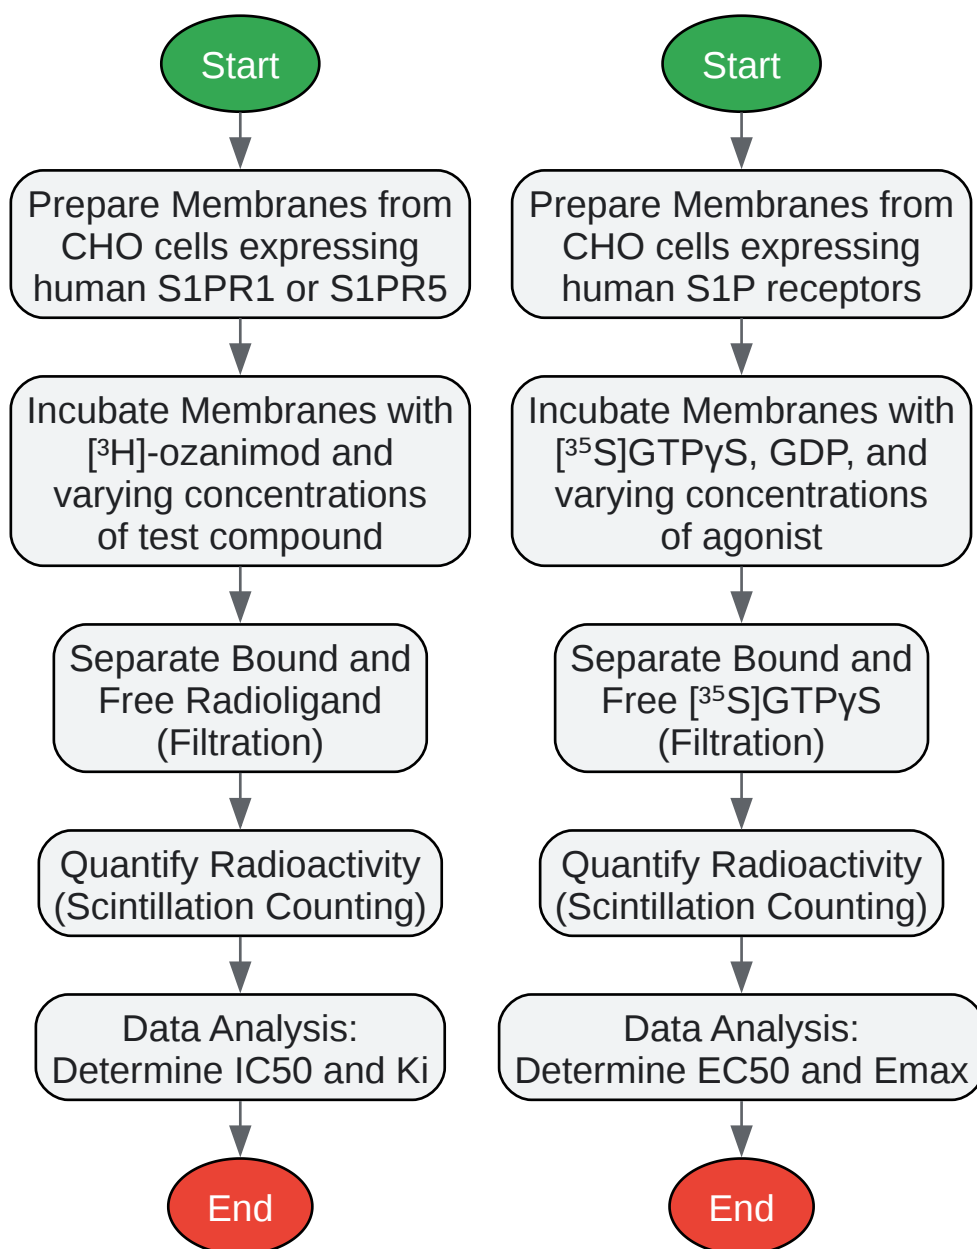 Start
Prepare Membranes from
CHO cells expressing
human S1PR1 or S1PR5
Incubate Membranes with
[³H]-ozanimod and
varying concentrations
of test compound
Separate Bound and
Free Radioligand
(Filtration)
Quantify Radioactivity
(Scintillation Counting)
Data Analysis:
Determine IC50 and Ki
End
Start
Prepare Membranes from
CHO cells expressing
human S1P receptors
Incubate Membranes with
[³⁵S]GTPγS, GDP, and
varying concentrations
of agonist
Separate Bound and
Free [³⁵S]GTPγS
(Filtration)
Quantify Radioactivity
(Scintillation Counting)
Data Analysis:
Determine EC50 and Emax
End